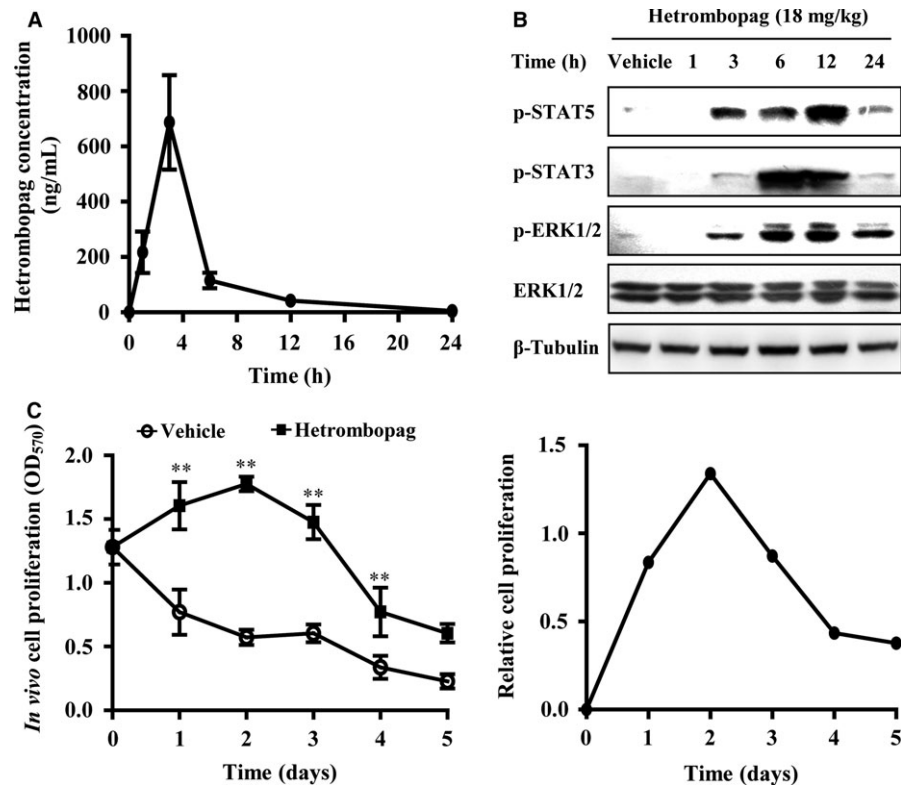 A
Hetrombopag concentration
(ng/mL)
1000
800
600
400
200
0
0 4 8 12 16 20 24
Time (h)
B
Hetrombopag (18 mg/kg)
Time (h) Vehicle 1 3 6 12 24
p-STAT5
p-STAT3
p-ERK1/2
ERK1/2
β-Tubulin
C
Vehicle Hetrombopag
In vivo cell proliferation (OD570)
2.0
1.5
1.0
0.5
0.0
** ** ** **
0 1 2 3 4 5
Time (days)
Relative cell proliferation
1.5
1.0
0.5
0.0
0 1 2 3 4 5
Time (days)